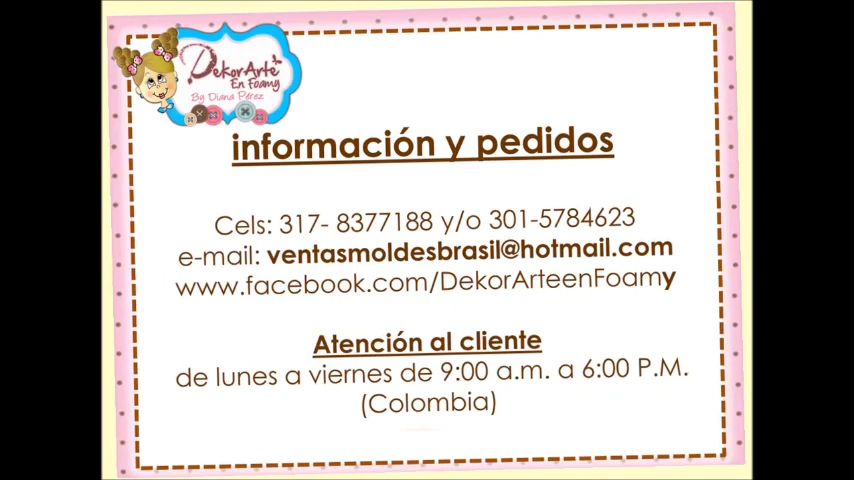 DekorArte
En Foamy
By Diana Pérez
información y pedidos
Cels: 317- 8377188 y/o 301-5784623
e-mail: ventasmoldesbrasil@hotmail.com
www.facebook.com/DekorArteenFoamy
Atención al cliente
de lunes a viernes de 9:00 a.m. a 6:00 P.M.
(Colombia)